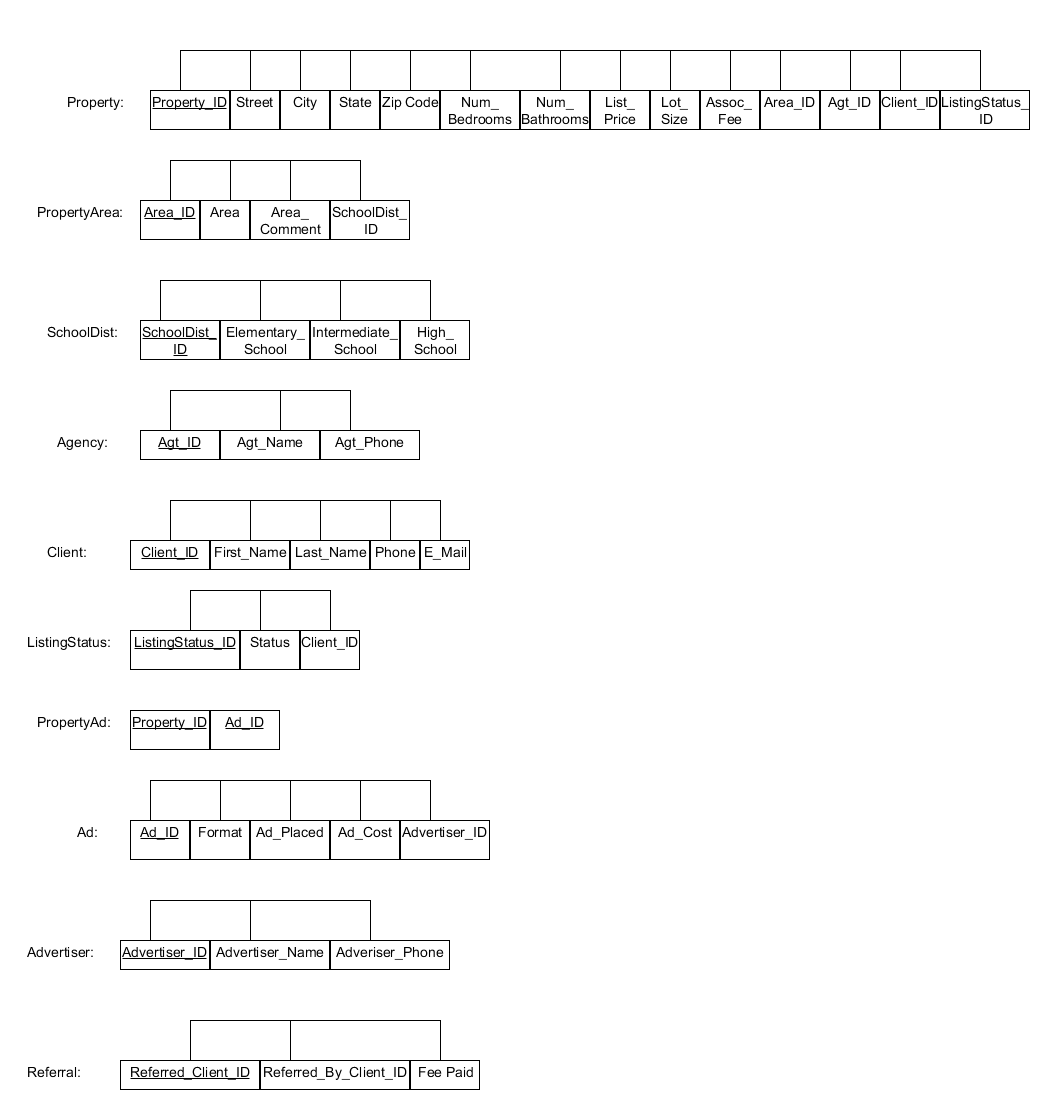 Property: Property_ID Street City State Zip Code Num_ Num_ List_ Lot_ Assoc_ Area_ID Agt_ID Client_ID ListingStatus_
Bedrooms Bathrooms Price Size Fee ID
PropertyArea: Area_ID Area Area_ SchoolDist_
Comment ID
SchoolDist: SchoolDist_ Elementary_ Intermediate_ High_
ID School School School
Agency: Agt_ID Agt_Name Agt_Phone
Client: Client_ID First_Name Last_Name Phone E_Mail
ListingStatus: ListingStatus_ID Status Client_ID
PropertyAd: Property_ID Ad_ID
Ad: Ad_ID Format Ad_Placed Ad_Cost Advertiser_ID
Advertiser: Advertiser_ID Advertiser_Name Adveriser_Phone
Referral: Referred_Client_ID Referred_By_Client_ID Fee Paid